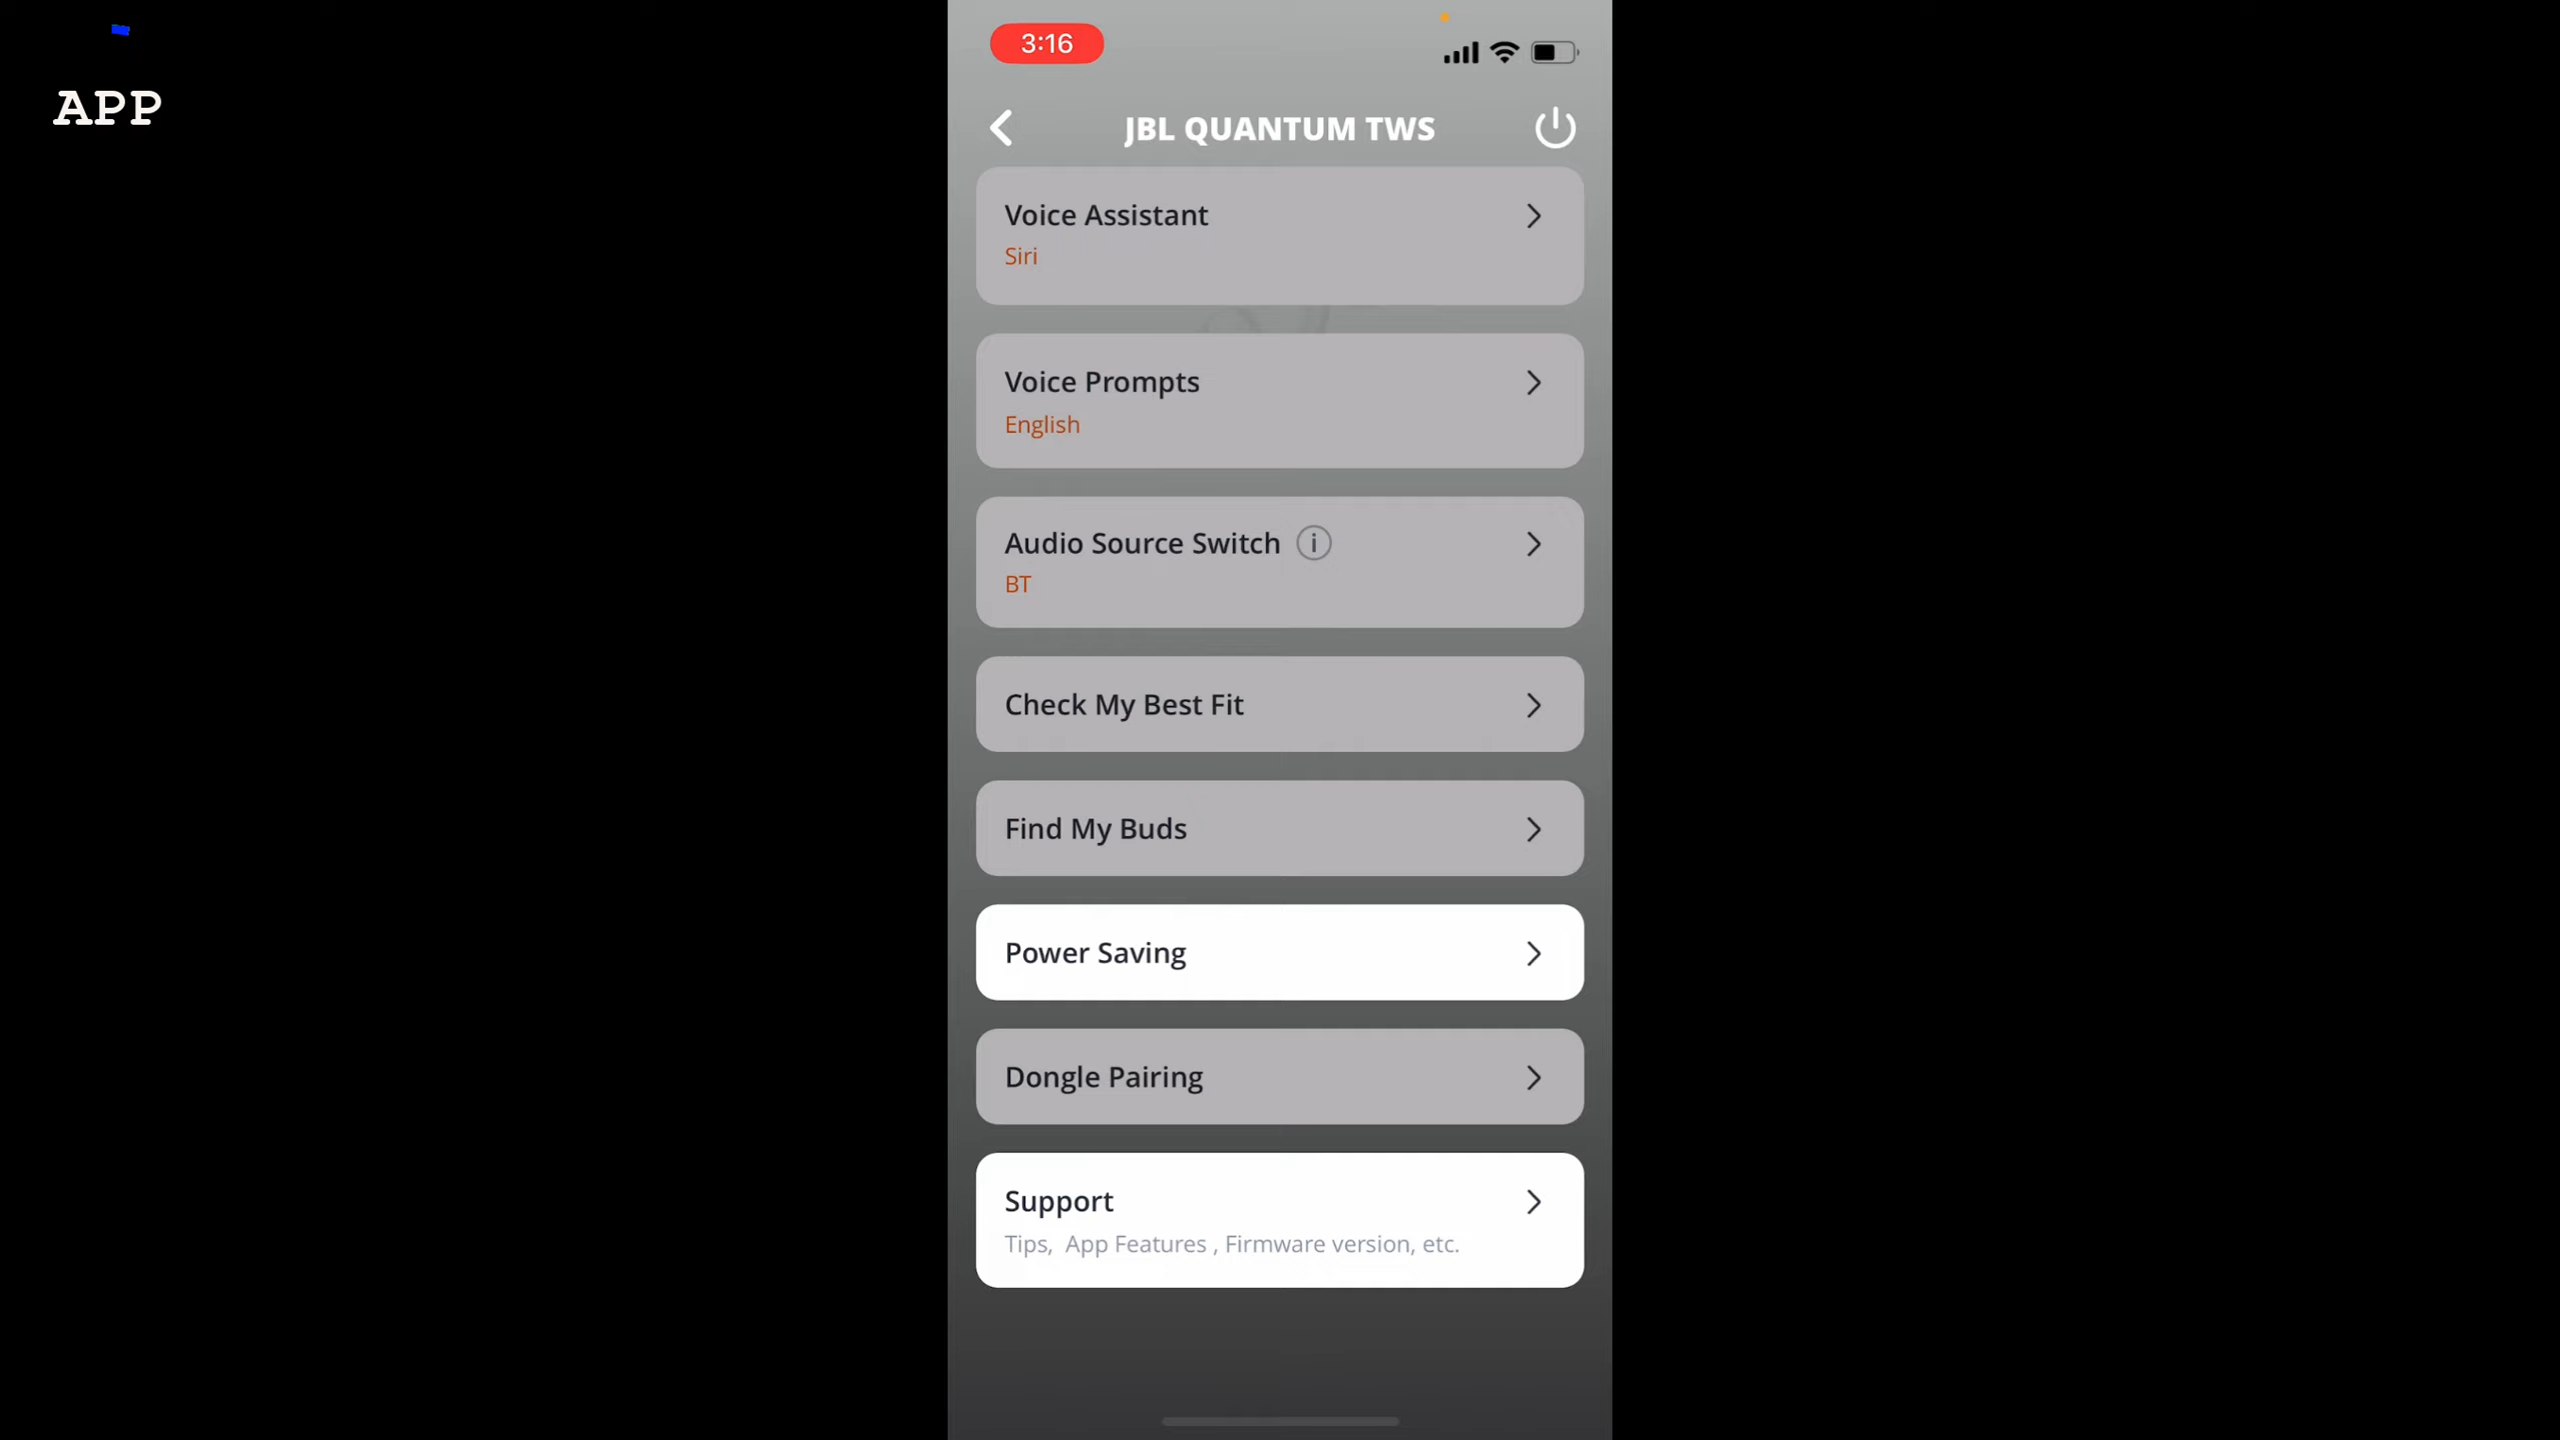 APP
3:16
JBL QUANTUM TWS
Voice Assistant
Siri
Voice Prompts
English
Audio Source Switch i
BT
Check My Best Fit
Find My Buds
Power Saving
Dongle Pairing
Support
Tips,  App Features , Firmware version, etc.